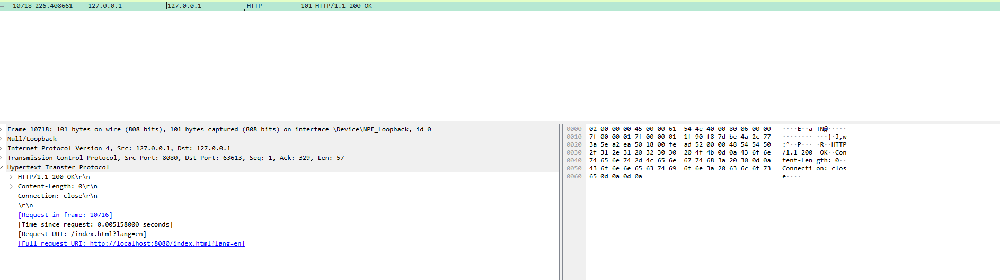 10718 226.408661 127.0.0.1 127.0.0.1 HTTP 101 HTTP/1.1 200 OK
Frame 10718: 101 bytes on wire (808 bits), 101 bytes captured (808 bits) on interface \Device\NPF_Loopback, id 0
Null/Loopback
Internet Protocol Version 4, Src: 127.0.0.1, Dst: 127.0.0.1
Transmission Control Protocol, Src Port: 8080, Dst Port: 63613, Seq: 1, Ack: 329, Len: 57
Hypertext Transfer Protocol
HTTP/1.1 200 OK\r\n
Content-Length: 0\r\n
Connection: close\r\n
\r\n
[Request in frame: 10716]
[Time since request: 0.005158000 seconds]
[Request URI: /index.html?lang=en]
[Full request URI: http://localhost:8080/index.html?lang=en]
0000 02 00 00 00 45 00 00 61 54 4e 40 00 80 06 00 00 ····E··a TN@·····
0010 7f 00 00 01 7f 00 00 01 1f 90 f8 7d be 4a 2c 77 ········ ···}·J,w
0020 3a 5e a2 ea 50 18 00 fe ad 52 00 00 48 54 54 50 :^··P··· ·R··HTTP
0030 2f 31 2e 31 20 32 30 30 20 4f 4b 0d 0a 43 6f 6e /1.1 200 OK··Con
0040 74 65 6e 74 2d 4c 65 6e 67 74 68 3a 20 30 0d 0a tent-Len gth: 0··
0050 43 6f 6e 6e 65 63 74 69 6f 6e 3a 20 63 6c 6f 73 Connecti on: clos
0060 65 0d 0a 0d 0a e····